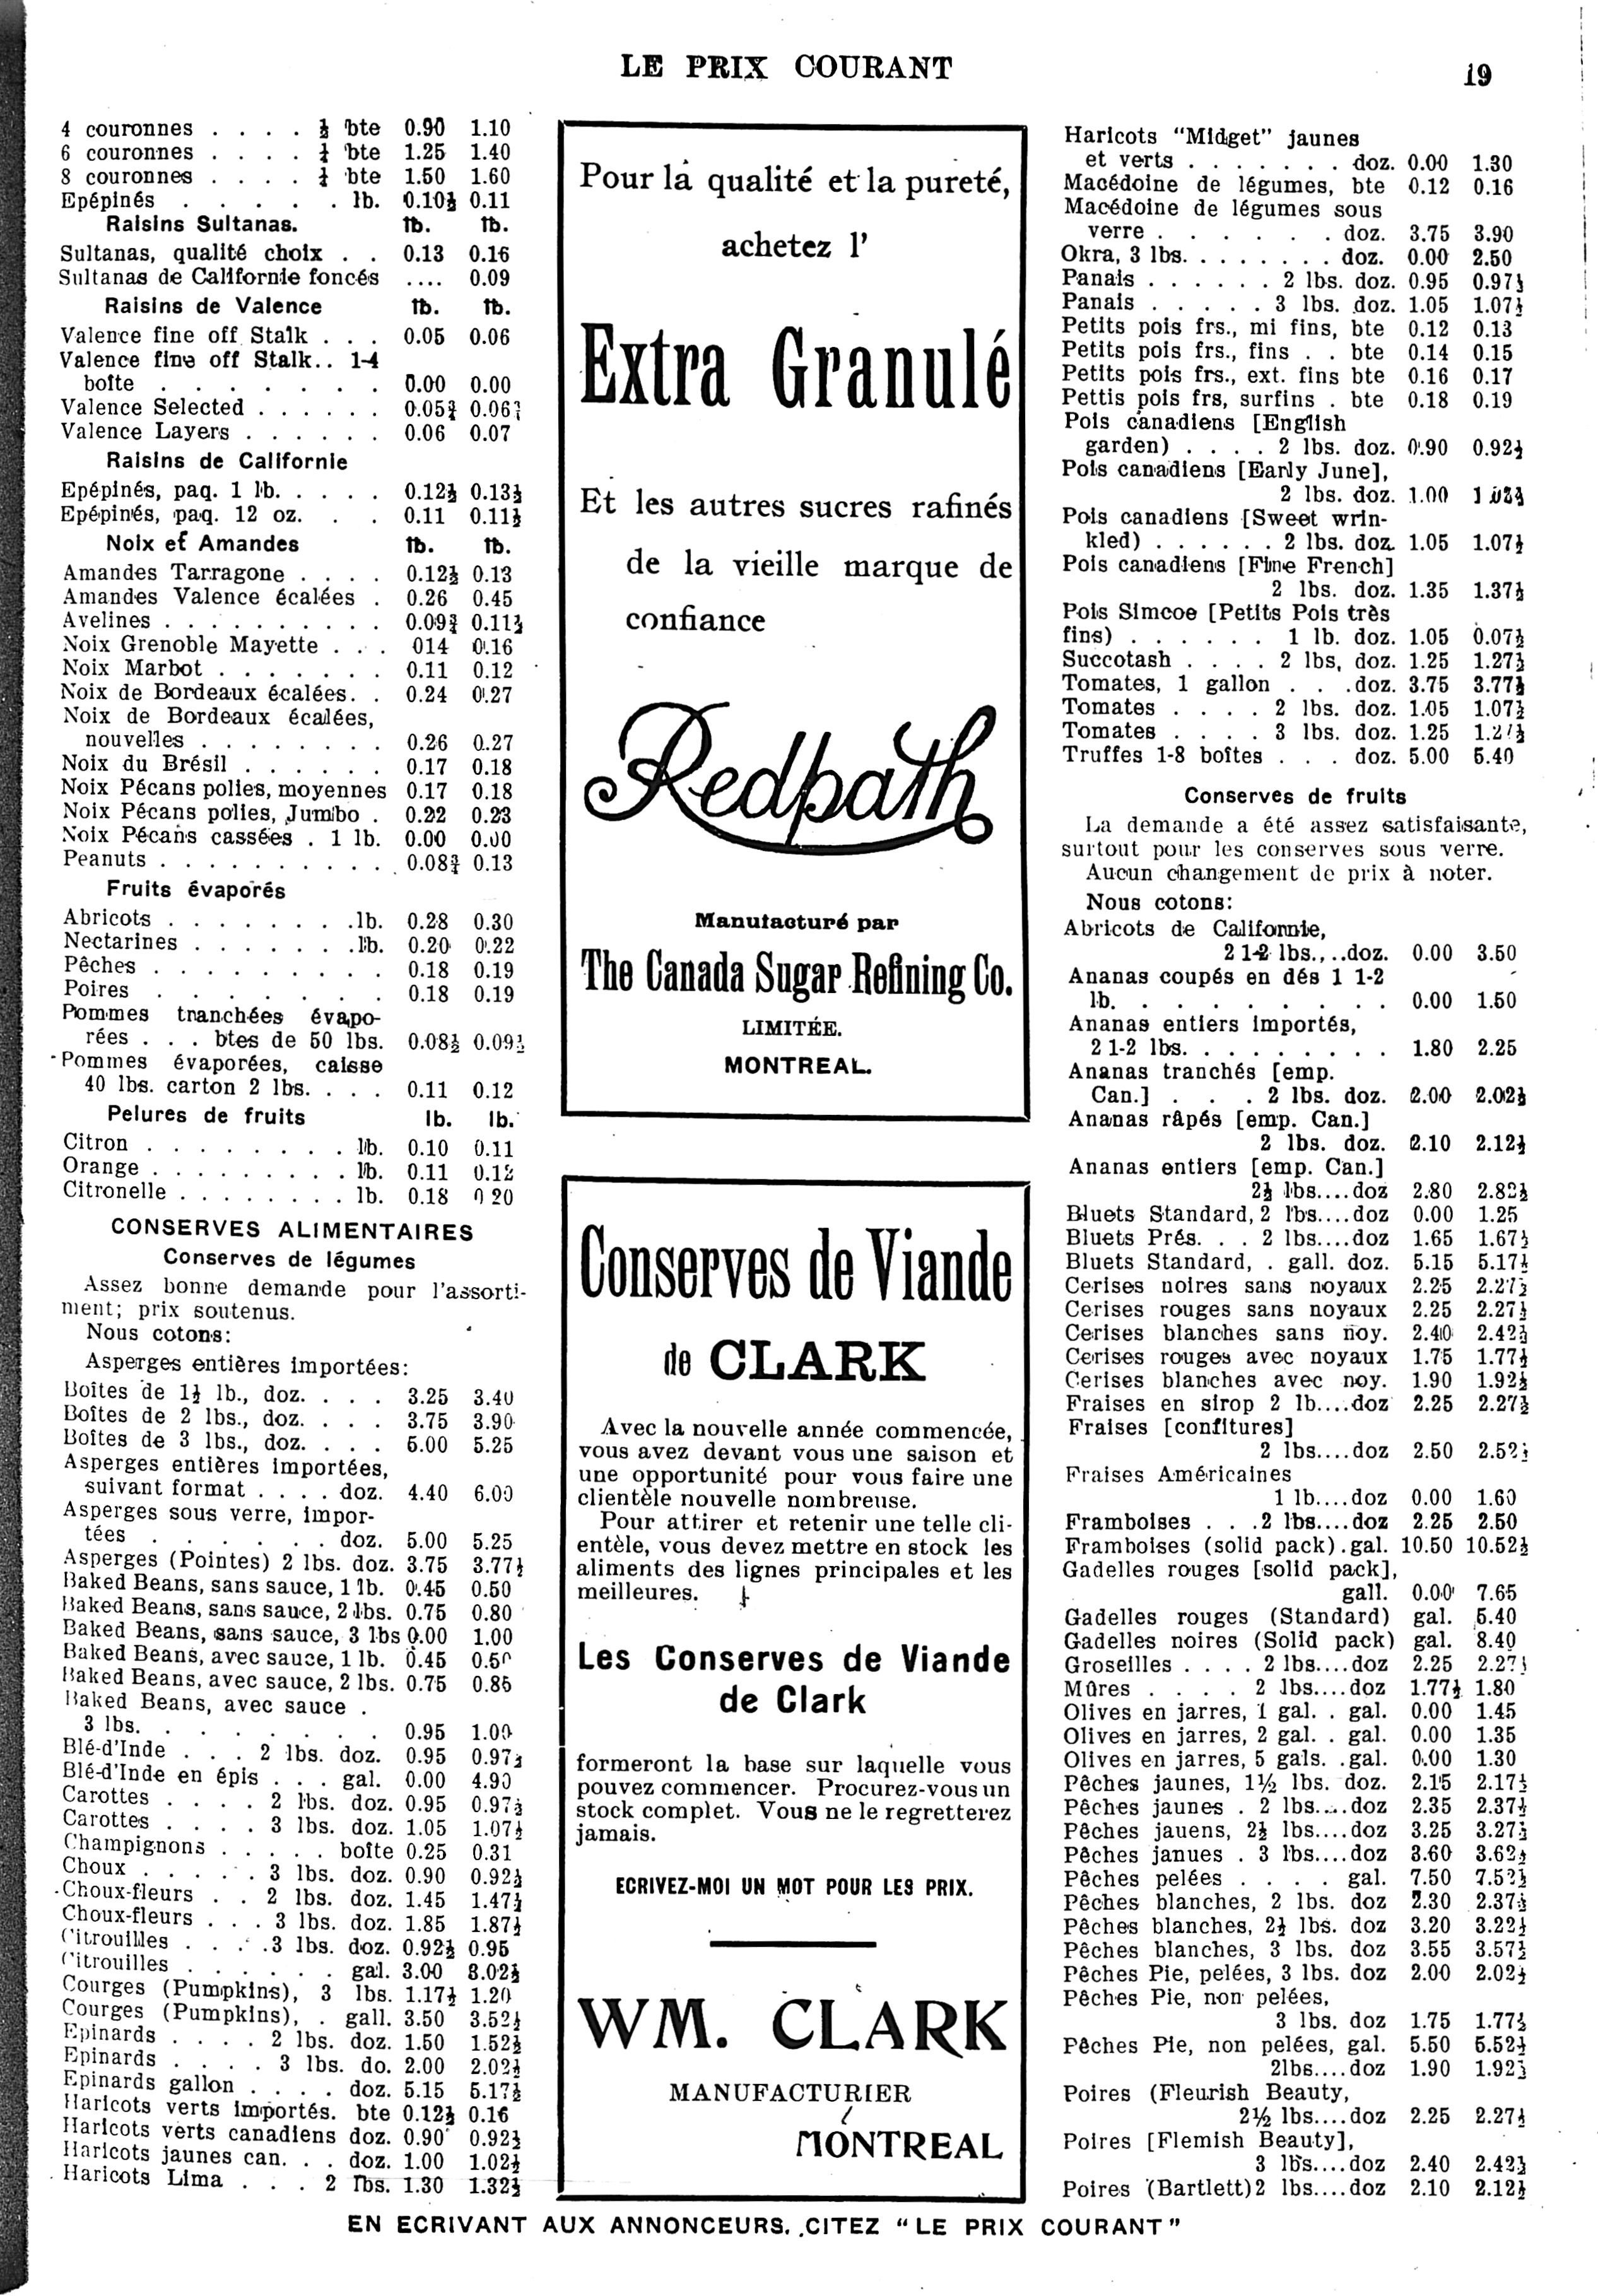 LE PRIX COURANT
19
4 couronnes . . . . ½ bte 0.90 1.10
6 couronnes . . . . ¼ bte 1.25 1.40
8 couronnes . . . . ¼ bte 1.50 1.60
Epépinés . . . . . lb. 0.10½ 0.11
Raisins Sultanas. lb. lb.
Sultanas, qualité choix . . 0.13 0.16
Sultanas de Californie foncés .... 0.09
Raisins de Valence lb. lb.
Valence fine off Stalk . . . 0.05 0.06
Valence fine off Stalk.. 1-4
boîte . . . . . . . 0.00 0.00
Valence Selected . . . . . . 0.05¾ 0.06¾
Valence Layers . . . . . . 0.06 0.07
Raisins de Californie
Epépinés, paq. 1 lb. . . . . 0.12½ 0.13½
Epépinés, paq. 12 oz. . . 0.11 0.11½
Noix et Amandes lb. lb.
Amandes Tarragone . . . . 0.12½ 0.13
Amandes Valence écalées . 0.26 0.45
Avelines . . . . . . . . . . 0.09¾ 0.11½
Noix Grenoble Mayette . . . 014 0.16
Noix Marbot . . . . . . . 0.11 0.12
Noix de Bordeaux écalées. . 0.24 0.27
Noix de Bordeaux écalées,
nouvelles . . . . . . . . 0.26 0.27
Noix du Brésil . . . . . . 0.17 0.18
Noix Pécans polies, moyennes 0.17 0.18
Noix Pécans polies, Jumbo . 0.22 0.23
Noix Pécans cassées . 1 lb. 0.00 0.00
Peanuts . . . . . . . . . . 0.08¾ 0.13
Fruits évaporés
Abricots . . . . . . . .lb. 0.28 0.30
Nectarines . . . . . . .lb. 0.20 0.22
Pêches . . . . . . . . . 0.18 0.19
Poires . . . . . . . . 0.18 0.19
Pommes tranchées évapo-
rées . . . btes de 50 lbs. 0.08½ 0.09½
Pommes évaporées, caisse
40 lbs. carton 2 lbs. . . . 0.11 0.12
Pelures de fruits lb. lb.
Citron . . . . . . . . lb. 0.10 0.11
Orange . . . . . . . . lb. 0.11 0.12
Citronelle . . . . . . . . lb. 0.18 0 20
CONSERVES ALIMENTAIRES
Conserves de légumes
Assez bonne demande pour l'assorti-
ment; prix soutenus.
Nous cotons:
Asperges entières importées:
Boîtes de 1½ lb., doz. . . . 3.25 3.40
Boîtes de 2 lbs., doz. . . . 3.75 3.90
Boîtes de 3 lbs., doz. . . . 5.00 5.25
Asperges entières importées,
suivant format . . . . doz. 4.40 6.00
Asperges sous verre, impor-
tées . . . . . . doz. 5.00 5.25
Asperges (Pointes) 2 lbs. doz. 3.75 3.77½
Baked Beans, sans sauce, 1 lb. 0.45 0.50
Baked Beans, sans sauce, 2 lbs. 0.75 0.80
Baked Beans, sans sauce, 3 lbs 0.00 1.00
Baked Beans, avec sauce, 1 lb. 0.45 0.50
Baked Beans, avec sauce, 2 lbs. 0.75 0.85
Baked Beans, avec sauce .
3 lbs. . . . . . . . . 0.95 1.00
Blé-d'Inde . . . 2 lbs. doz. 0.95 0.97½
Blé-d'Inde en épis . . . gal. 0.00 4.90
Carottes . . . . 2 lbs. doz. 0.95 0.97½
Carottes . . . . 3 lbs. doz. 1.05 1.07½
Champignons . . . . . boîte 0.25 0.31
Choux . . . . . 3 lbs. doz. 0.90 0.92½
Choux-fleurs . . 2 lbs. doz. 1.45 1.47½
Choux-fleurs . . . 3 lbs. doz. 1.85 1.87½
Citrouilles . . . .3 lbs. doz. 0.92½ 0.95
Citrouilles . . . . . . gal. 3.00 3.02½
Courges (Pumpkins), 3 lbs. 1.17½ 1.20
Courges (Pumpkins), . gall. 3.50 3.52½
Epinards . . . . 2 lbs. doz. 1.50 1.52½
Epinards . . . . 3 lbs. do. 2.00 2.02½
Epinards gallon . . . . doz. 5.15 5.17½
Haricots verts importés. bte 0.12½ 0.16
Haricots verts canadiens doz. 0.90 0.92½
Haricots jaunes can. . . doz. 1.00 1.02½
Haricots Lima . . . 2 lbs. 1.30 1.32½
Pour la qualité et la pureté,
achetez l'
Extra Granulé
Et les autres sucres rafinés
de la vieille marque de
confiance
Redpath
Manufacturé par
The Canada Sugar Refining Co.
LIMITÉE.
MONTREAL.
Conserves de Viande
de CLARK
Avec la nouvelle année commencée,
vous avez devant vous une saison et
une opportunité pour vous faire une
clientèle nouvelle nombreuse.
Pour attirer et retenir une telle cli-
entèle, vous devez mettre en stock les
aliments des lignes principales et les
meilleures.
Les Conserves de Viande
de Clark
formeront la base sur laquelle vous
pouvez commencer. Procurez-vous un
stock complet. Vous ne le regretterez
jamais.
ECRIVEZ-MOI UN MOT POUR LES PRIX.
WM. CLARK
MANUFACTURIER
MONTREAL
Haricots "Midget" jaunes
et verts . . . . . . . doz. 0.00 1.30
Macédoine de légumes, bte 0.12 0.16
Macédoine de légumes sous
verre . . . . . . . doz. 3.75 3.90
Okra, 3 lbs. . . . . . . . doz. 0.00 2.50
Panais . . . . . . 2 lbs. doz. 0.95 0.97½
Panais . . . . . 3 lbs. doz. 1.05 1.07½
Petits pois frs., mi fins, bte 0.12 0.13
Petits pois frs., fins . . bte 0.14 0.15
Petits pois frs., ext. fins bte 0.16 0.17
Pettis pois frs, surfins . bte 0.18 0.19
Pois canadiens [English
garden) . . . . 2 lbs. doz. 0.90 0.92½
Pois canadiens [Early June],
2 lbs. doz. 1.00
Pois canadiens [Sweet wrin-
kled) . . . . . . 2 lbs. doz. 1.05 1.07½
Pois canadiens [Fine French]
2 lbs. doz. 1.35 1.37½
Pois Simcoe [Petits Pois très
fins) . . . . . . 1 lb. doz. 1.05 0.07½
Succotash . . . . 2 lbs, doz. 1.25 1.27½
Tomates, 1 gallon . . .doz. 3.75 3.77½
Tomates . . . . 2 lbs. doz. 1.05 1.07½
Tomates . . . . 3 lbs. doz. 1.25 1.27½
Truffes 1-8 boîtes . . . doz. 5.00 5.40
Conserves de fruits
La demande a été assez satisfaisante,
surtout pour les conserves sous verre.
Aucun changement de prix à noter.
Nous cotons:
Abricots de Californie,
2 1-2 lbs.,..doz. 0.00 3.50
Ananas coupés en dés 1 1-2
lb. . . . . . . . . . 0.00 1.50
Ananas entiers importés,
2 1-2 lbs. . . . . . . . . 1.80 2.25
Ananas tranchés [emp.
Can.] . . . 2 lbs. doz. 2.00 2.02½
Ananas râpés [emp. Can.]
2 lbs. doz. 2.10 2.12½
Ananas entiers [emp. Can.]
2½ lbs....doz 2.80 2.82½
Bluets Standard, 2 lbs....doz 0.00 1.25
Bluets Prés. . . 2 lbs....doz 1.65 1.67½
Bluets Standard, . gall. doz. 5.15 5.17½
Cerises noires sans noyaux 2.25 2.27½
Cerises rouges sans noyaux 2.25 2.27½
Cerises blanches sans noy. 2.40 2.42½
Cerises rouges avec noyaux 1.75 1.77½
Cerises blanches avec noy. 1.90 1.92½
Fraises en sirop 2 lb....doz 2.25 2.27½
Fraises [confitures]
2 lbs....doz 2.50 2.52½
Fraises Américaines
1 lb....doz 0.00 1.60
Framboises . . .2 lbs....doz 2.25 2.50
Framboises (solid pack).gal. 10.50 10.52½
Gadelles rouges [solid pack],
gall. 0.00 7.65
Gadelles rouges (Standard) gal. 5.40
Gadelles noires (Solid pack) gal. 8.40
Groseilles . . . . 2 lbs....doz 2.25 2.27½
Mûres . . . . 2 lbs....doz 1.77½ 1.80
Olives en jarres, 1 gal. . gal. 0.00 1.45
Olives en jarres, 2 gal. . gal. 0.00 1.35
Olives en jarres, 5 gals. .gal. 0.00 1.30
Pêches jaunes, 1½ lbs. doz. 2.15 2.17½
Pêches jaunes . 2 lbs....doz 2.35 2.37½
Pêches jauens, 2½ lbs....doz 3.25 3.27½
Pêches janues . 3 lbs....doz 3.60 3.62½
Pêches pelées . . . . gal. 7.50 7.52½
Pêches blanches, 2 lbs. doz 2.30 2.37½
Pêches blanches, 2½ lbs. doz 3.20 3.22½
Pêches blanches, 3 lbs. doz 3.55 3.57½
Pêches Pie, pelées, 3 lbs. doz 2.00 2.02½
Pêches Pie, non pelées,
3 lbs. doz 1.75 1.77½
Pêches Pie, non pelées, gal. 5.50 5.52½
2lbs....doz 1.90 1.92½
Poires (Fleurish Beauty,
2½ lbs....doz 2.25 2.27½
Poires [Flemish Beauty],
3 lbs....doz 2.40 2.42½
Poires (Bartlett) 2 lbs....doz 2.10 2.12½
EN ECRIVANT AUX ANNONCEURS, CITEZ "LE PRIX COURANT"